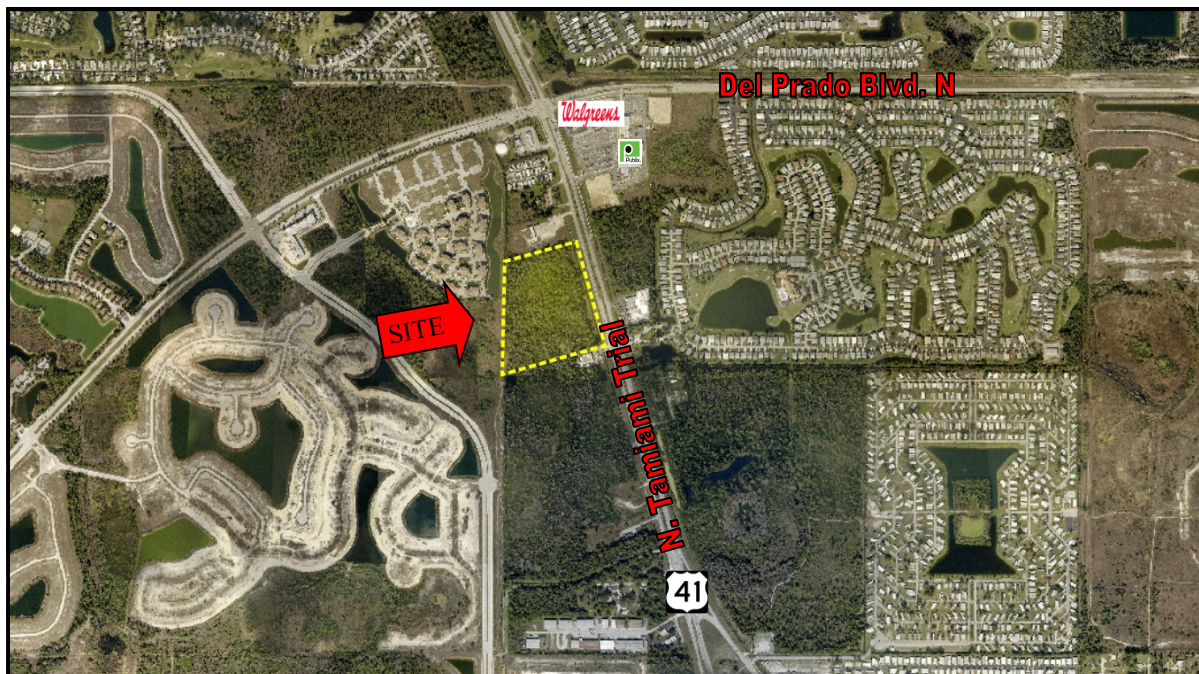 Del Prado Blvd. N
Walgreens
Publix
SITE
N. Tamiami Trial
41